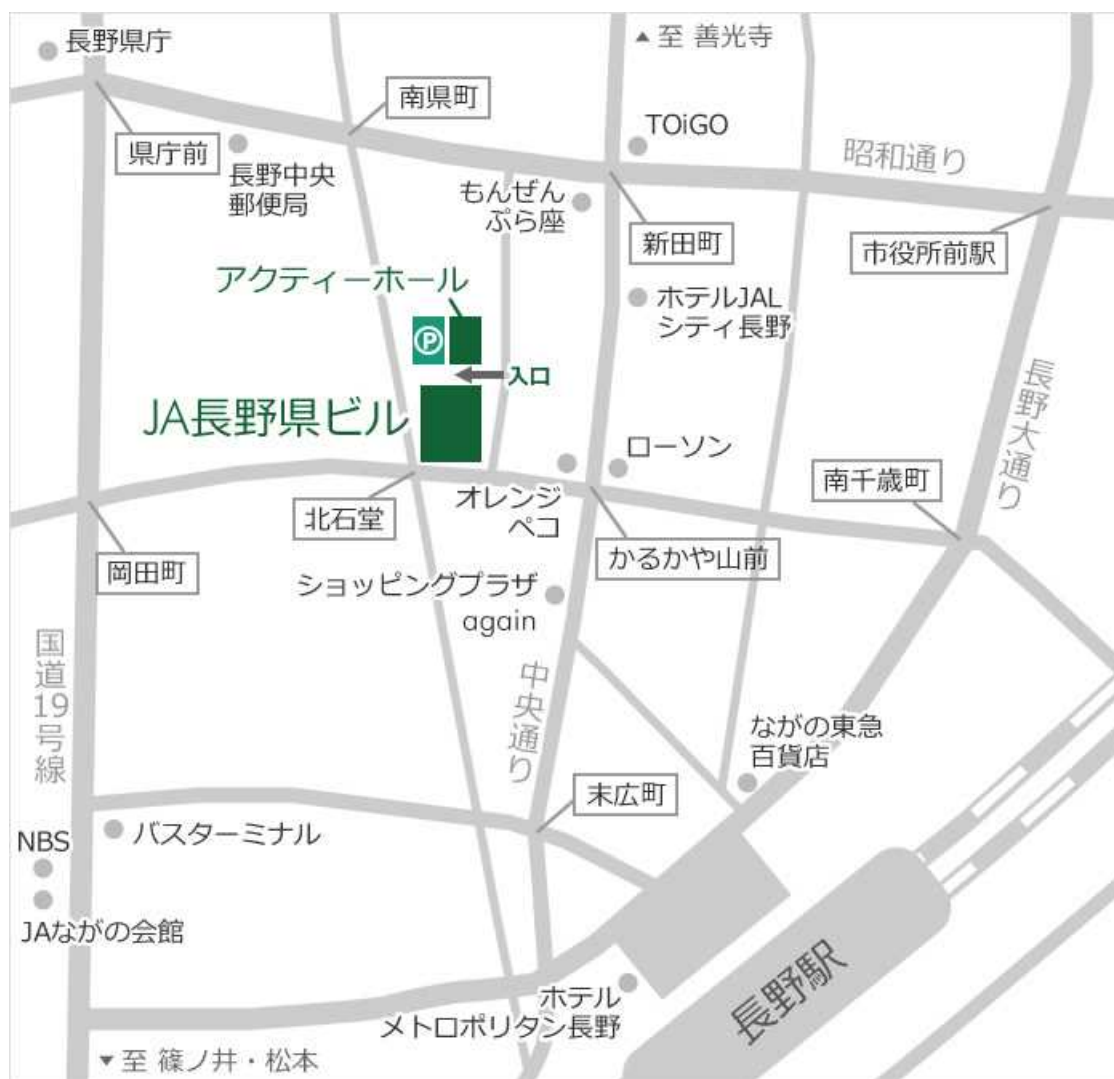 長野県庁
▲ 至 善光寺
南県町
県庁前
長野中央
郵便局
TOiGO
昭和通り
もんぜん
ぷら座
新田町
市役所前駅
アクティーホール
P
ホテルJAL
シティ長野
入口
JA長野県ビル
長野大通り
ローソン
南千歳町
北石堂
オレンジ
ペコ
かるかや山前
岡田町
ショッピングプラザ
again
国道19号線
中央通り
ながの東急
百貨店
末広町
バスターミナル
NBS
JAながの会館
長野駅
ホテル
メトロポリタン長野
▼至 篠ノ井・松本